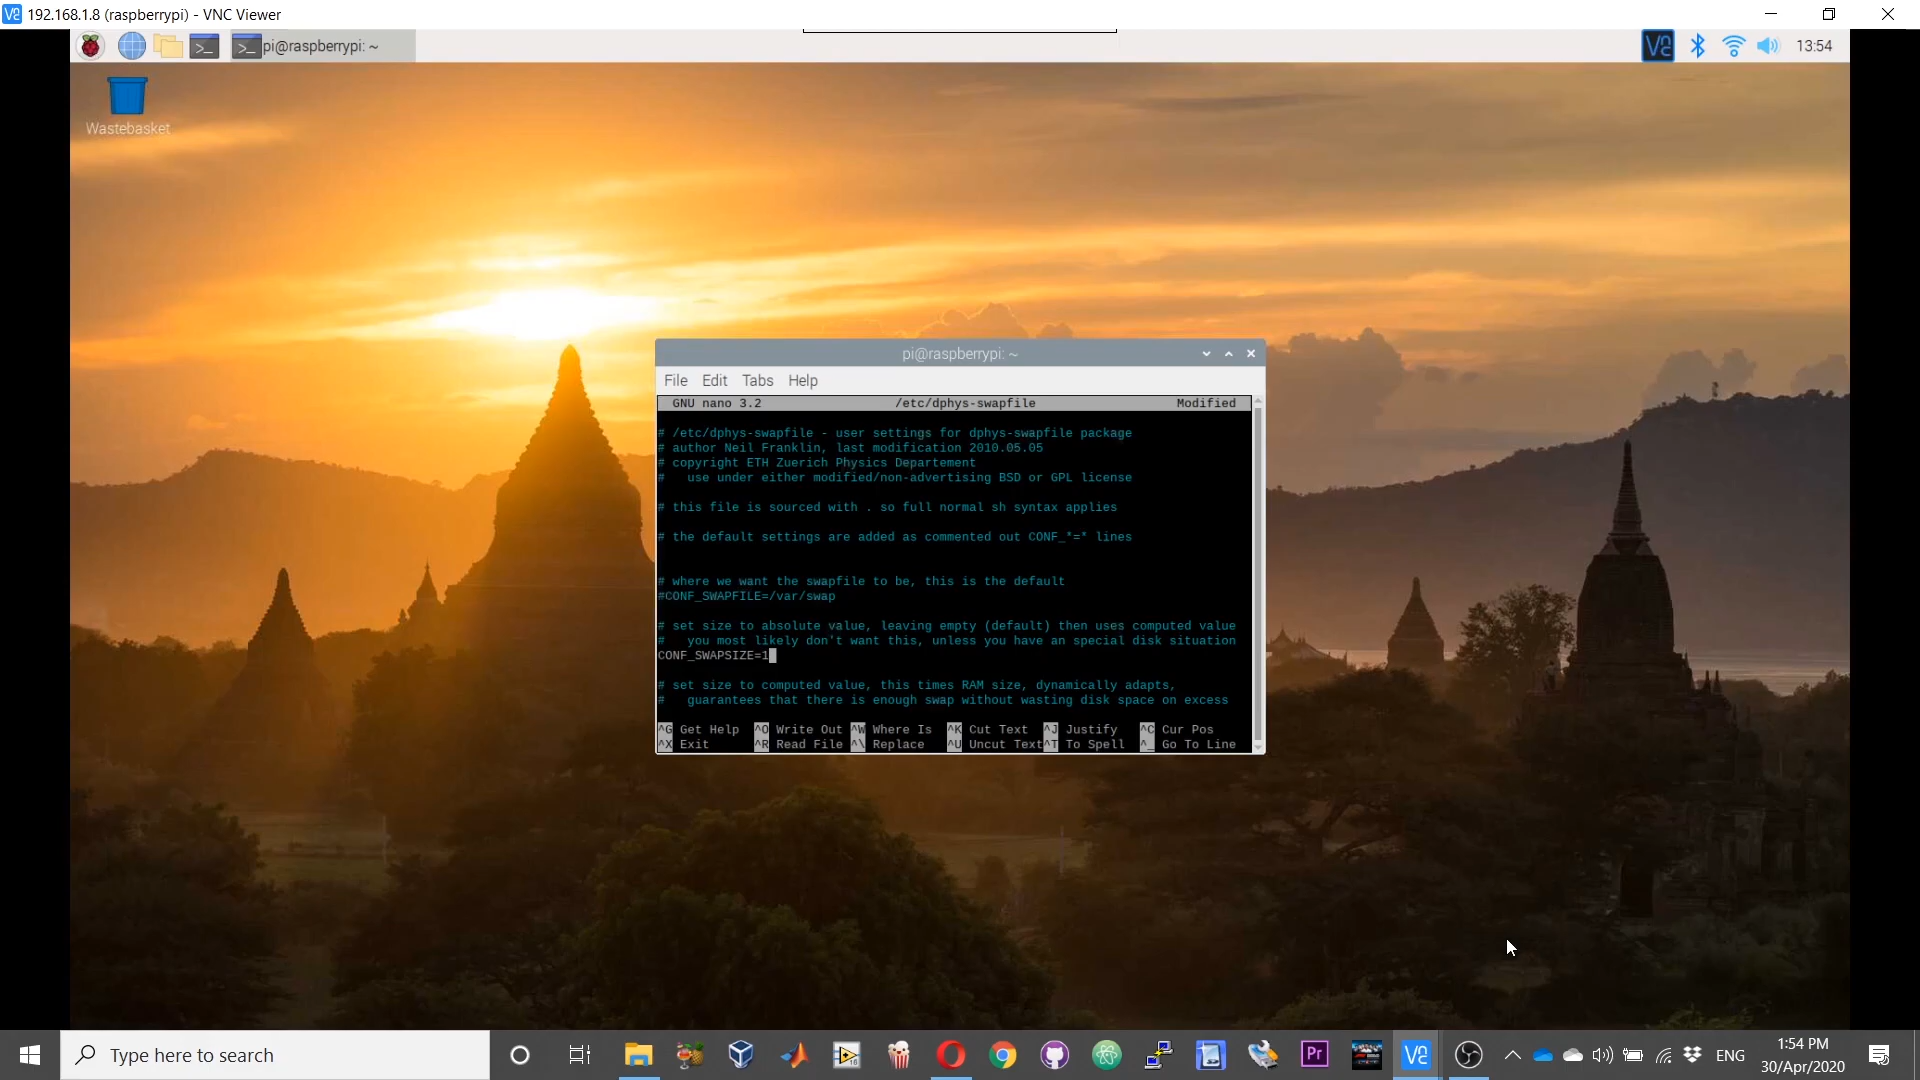 192.168.1.8 (raspberrypi) - VNC Viewer
pi@raspberrypi: ~
13:54
Wastebasket
pi@raspberrypi: ~
File Edit Tabs Help
GNU nano 3.2 /etc/dphys-swapfile Modified
# /etc/dphys-swapfile - user settings for dphys-swapfile package
# author Neil Franklin, last modification 2010.05.05
# copyright ETH Zuerich Physics Departement
#   use under either modified/non-advertising BSD or GPL license
# this file is sourced with . so full normal sh syntax applies
# the default settings are added as commented out CONF_*=* lines
# where we want the swapfile to be, this is the default
#CONF_SWAPFILE=/var/swap
# set size to absolute value, leaving empty (default) then uses computed value
#   you most likely don't want this, unless you have an special disk situation
CONF_SWAPSIZE=1
# set size to computed value, this times RAM size, dynamically adapts,
#   guarantees that there is enough swap without wasting disk space on excess
^G Get Help ^O Write Out ^W Where Is ^K Cut Text ^J Justify ^C Cur Pos
^X Exit ^R Read File ^\ Replace ^U Uncut Text ^T To Spell ^_ Go To Line
Type here to search
Pr
ENG
1:54 PM
30/Apr/2020